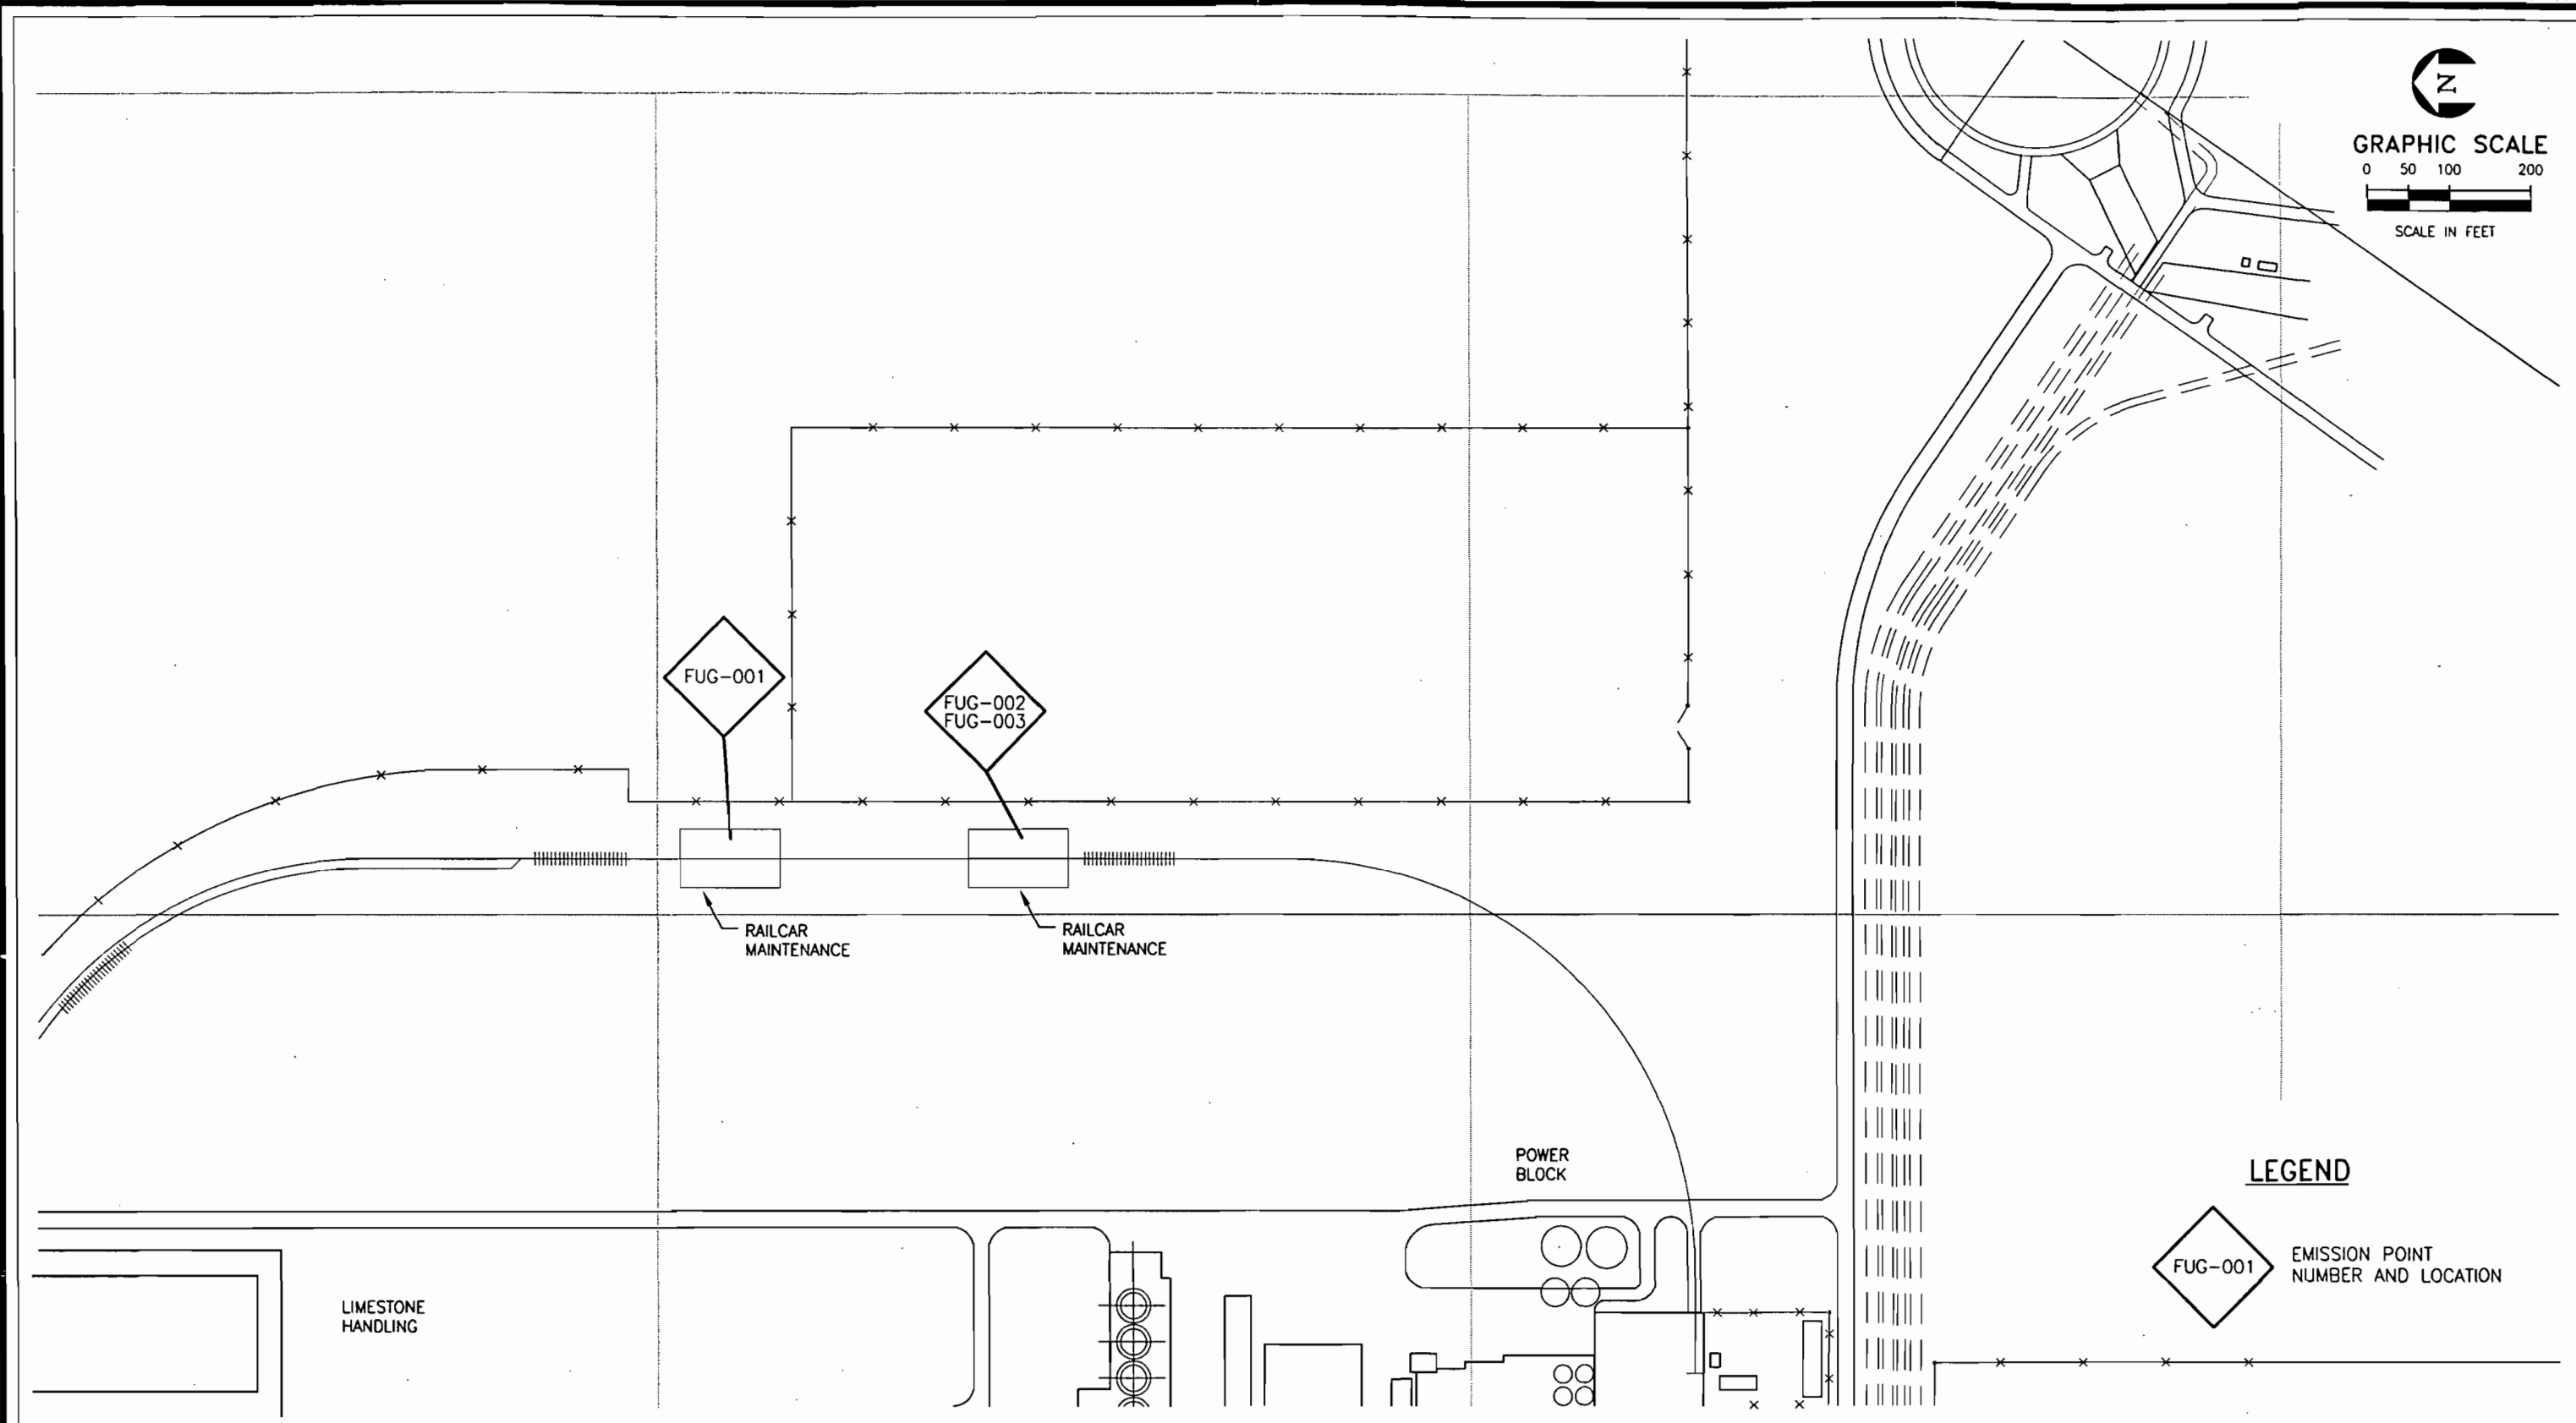 N
GRAPHIC SCALE
0 50 100 200
SCALE IN FEET
FUG-001
FUG-002
FUG-003
RAILCAR
MAINTENANCE
RAILCAR
MAINTENANCE
POWER
BLOCK
LEGEND
FUG-001
EMISSION POINT
NUMBER AND LOCATION
LIMESTONE
HANDLING